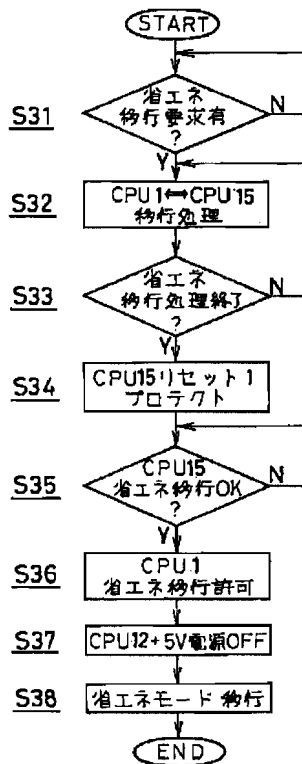 START
S31
省エネ
移行要求有
?
N
Y
S32
CPU1⟷CPU15
移行処理
S33
省エネ
移行処理終了
?
N
Y
S34
CPU15リセット1
プロテクト
S35
CPU15
省エネ移行OK
?
N
Y
S36
CPU.1
省エネ移行許可
S37
CPU12+5V電源OFF
S38
省エネモード移行
END